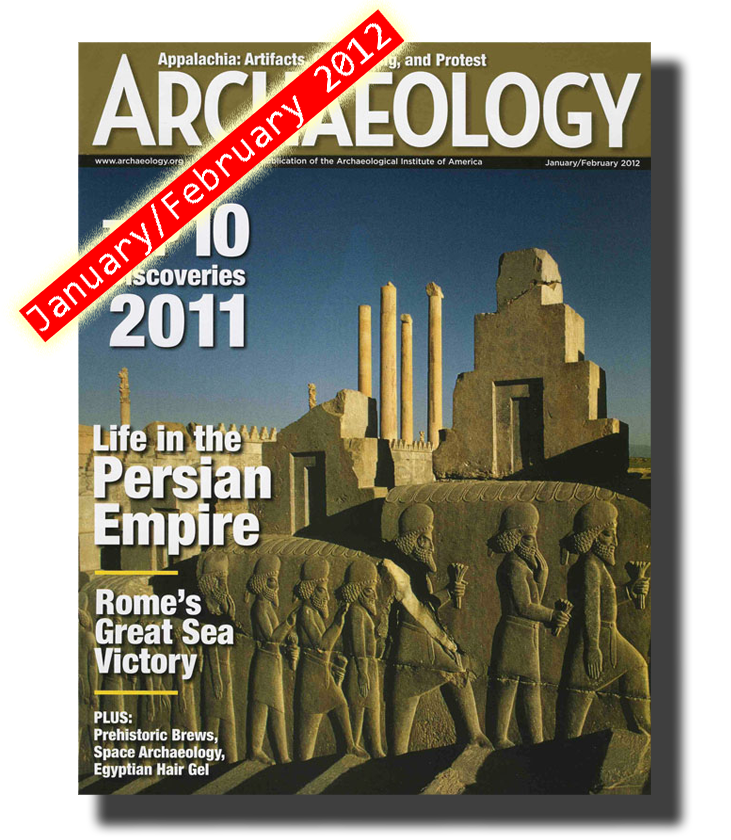 Appalachia: Artifacts, and Protest
ARCHAEOLOGY
www.archaeology.org publication of the Archaeological Institute of America January/February 2012
January/February 2012
10
Discoveries
2011
Life in the
Persian
Empire
Rome's
Great Sea
Victory
PLUS:
Prehistoric Brews,
Space Archaeology,
Egyptian Hair Gel